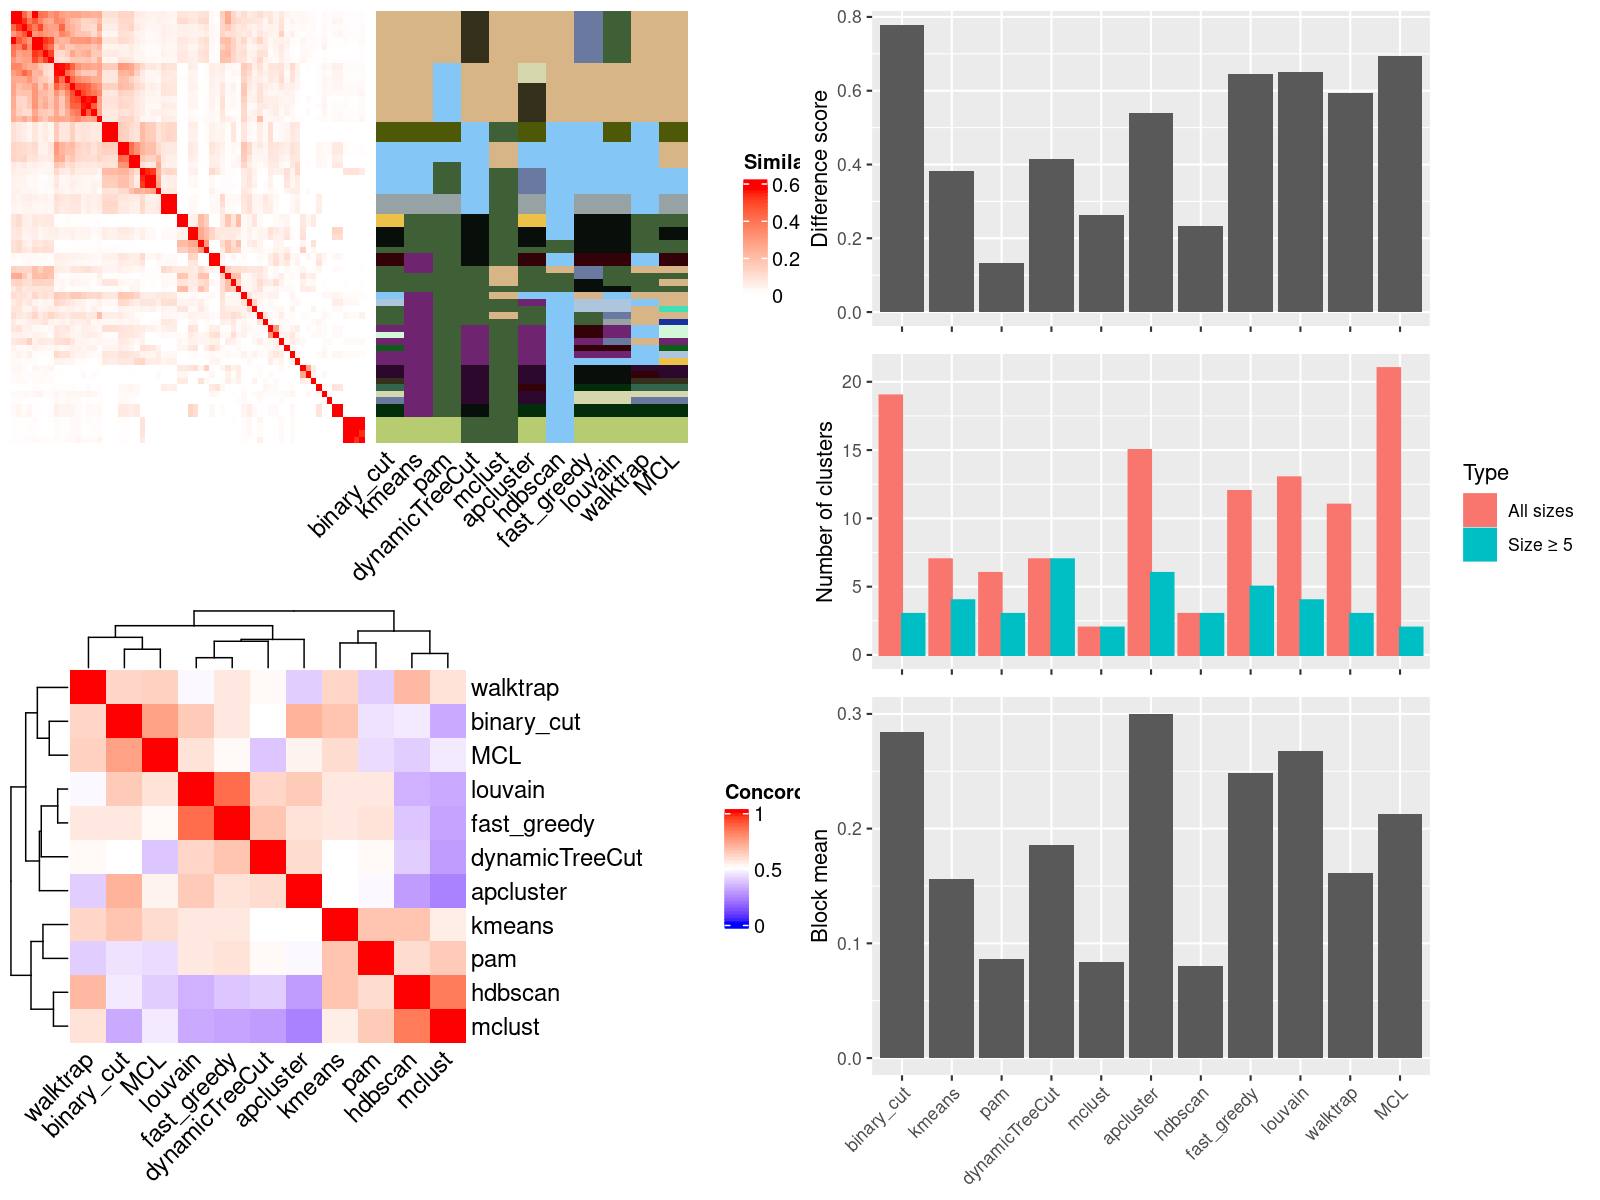 Simila
0.6
0.4
0.2
0
binary_cut
kmeans
pam
dynamicTreeCut
mclust
apcluster
hdbscan
fast_greedy
louvain
walktrap
MCL
Difference score
0.8
0.6
0.4
0.2
0.0
Number of clusters
20
15
10
5
0
Type
All sizes
Size ≥ 5
walktrap
binary_cut
MCL
louvain
fast_greedy
dynamicTreeCut
apcluster
kmeans
pam
hdbscan
mclust
Concord
1
0.5
0
walktrap
binary_cut
MCL
louvain
fast_greedy
dynamicTreeCut
apcluster
kmeans
pam
hdbscan
mclust
Block mean
0.3
0.2
0.1
0.0
binary_cut
kmeans
pam
dynamicTreeCut
mclust
apcluster
hdbscan
fast_greedy
louvain
walktrap
MCL